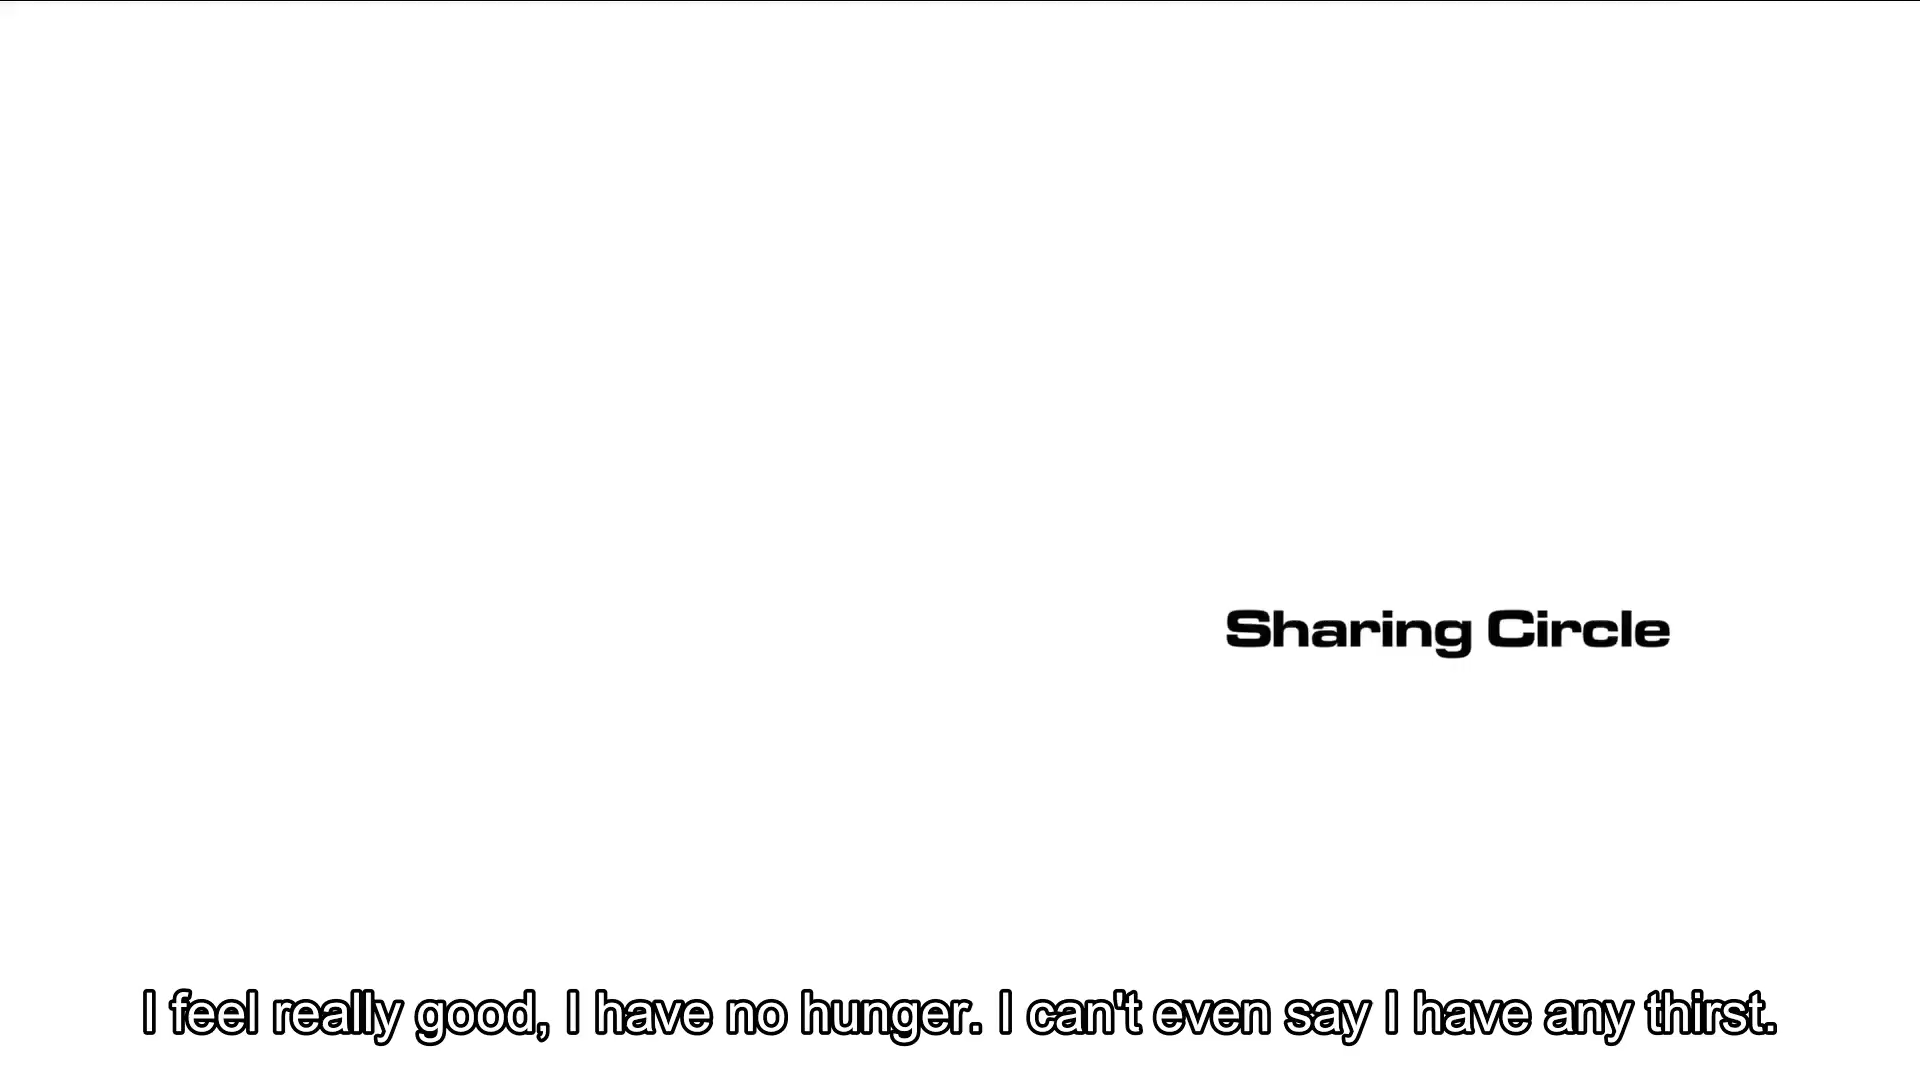 Sharing Circle
I feel really good, I have no hunger. I can't even say I have any thirst.